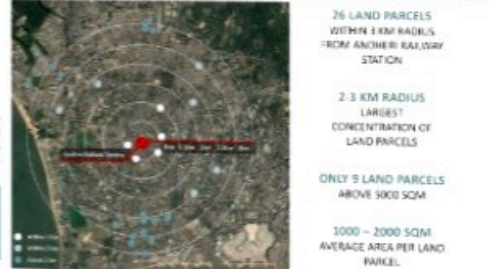 26 LAND PARCELS
WITHIN 3 KM RADIUS
FROM ANDHERI RAILWAY
STATION
2-3 KM RADIUS
LARGEST
CONCENTRATION OF
LAND PARCELS
ONLY 9 LAND PARCELS
ABOVE 5000 SQM
1000 – 2000 SQM
AVERAGE AREA PER LAND
PARCEL